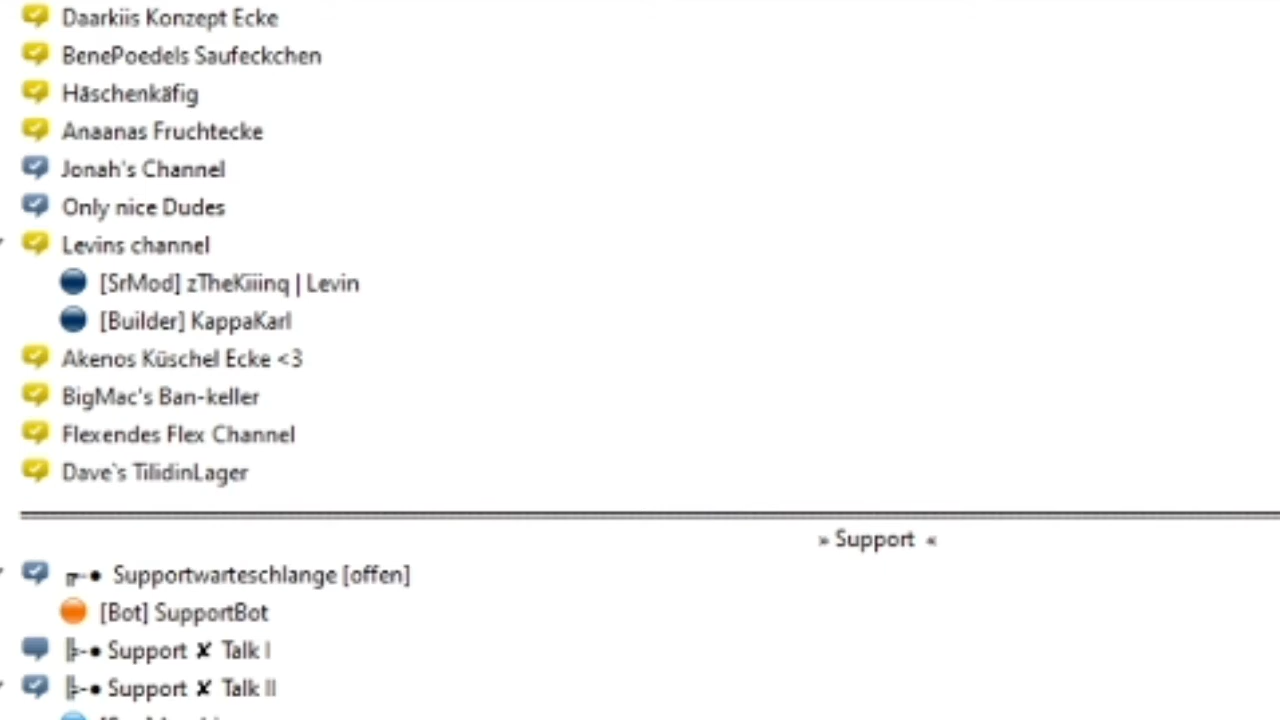 Daarkiis Konzept Ecke
BenePoedels Saufeckchen
Häschenkäfig
Anaanas Fruchtecke
Jonah's Channel
Only nice Dudes
Levins channel
[SrMod] zTheKiiinq | Levin
[Builder] KappaKarl
Akenos Küschel Ecke <3
BigMac's Ban-keller
Flexendes Flex Channel
Dave`s TilidinLager
» Support «
╔-● Supportwarteschlange [offen]
[Bot] SupportBot
╠-● Support ✘ Talk I
╠-● Support ✘ Talk II